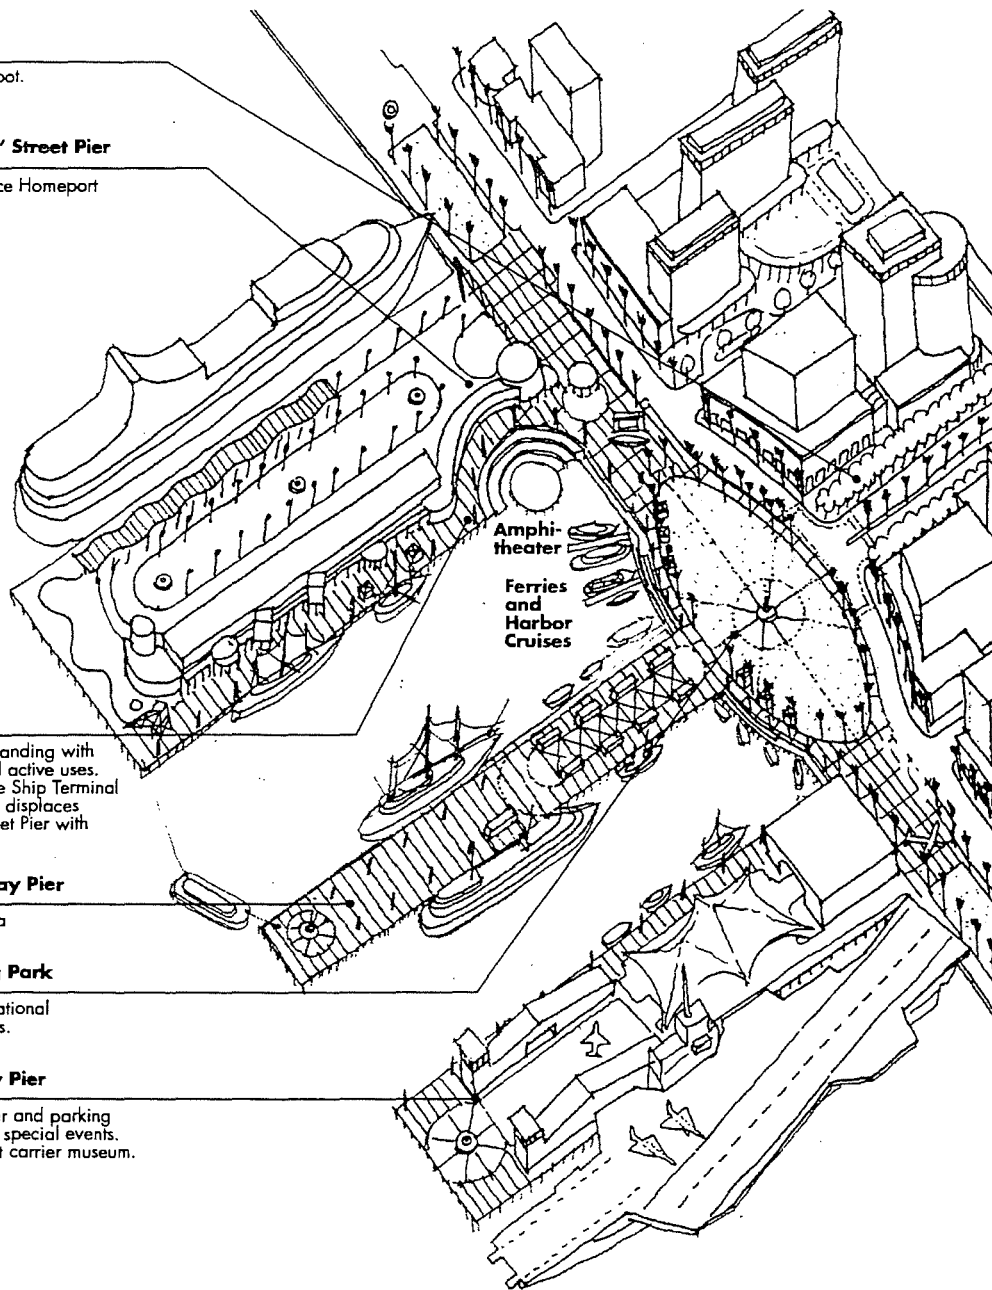 oot.
' Street Pier
ce Homeport
Amphi-
theater
Ferries
and
Harbor
Cruises
anding with
l active uses.
e Ship Terminal
displaces
et Pier with
ay Pier
a
Park
ational
s.
y Pier
r and parking
special events.
t carrier museum.